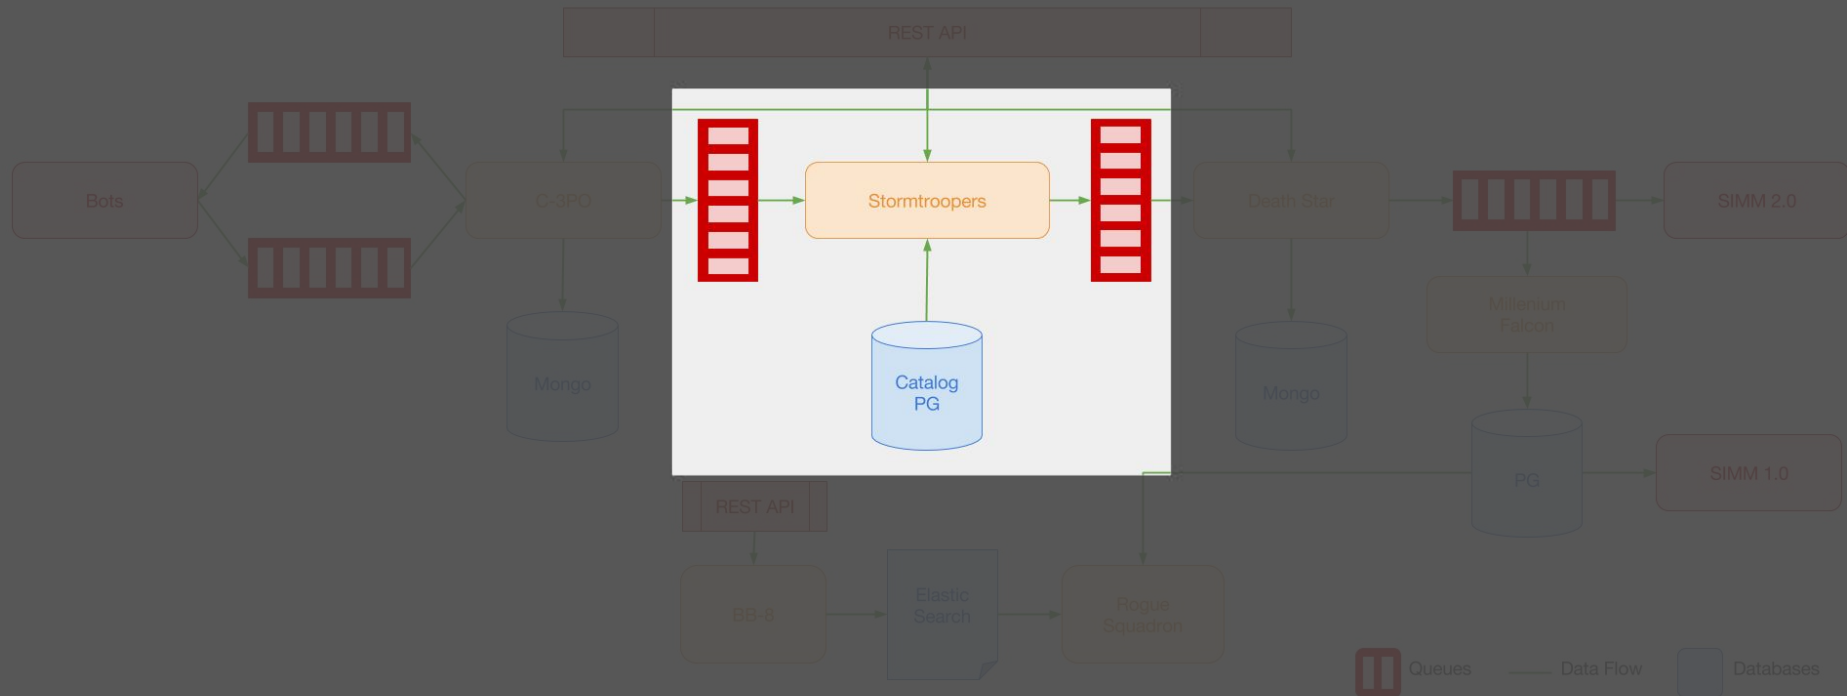 REST API
Bots
C-3PO
Stormtroopers
Death Star
SIMM 2.0
Millenium
Falcon
Mongo
Catalog
PG
Mongo
PG
SIMM 1.0
REST API
BB-8
Elastic
Search
Rogue
Squadron
Queues
Data Flow
Databases